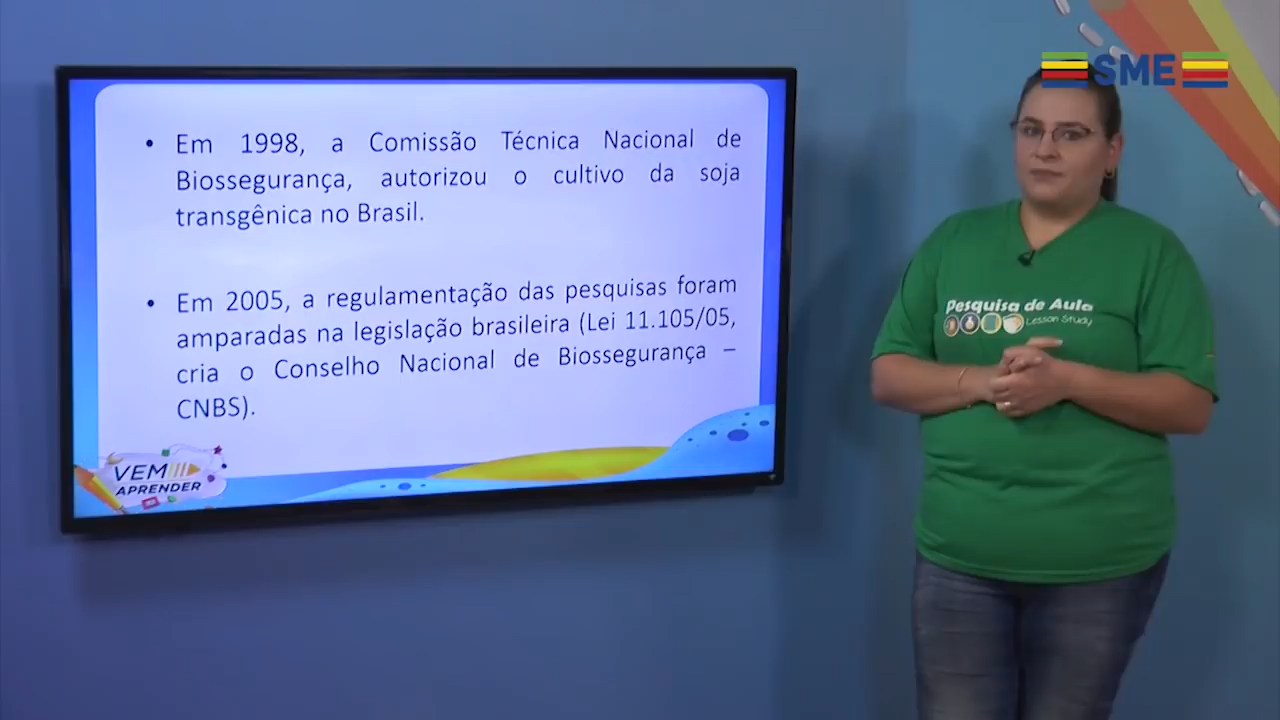 SME
• Em 1998, a Comissão Técnica Nacional de
Biossegurança, autorizou o cultivo da soja
transgênica no Brasil.
• Em 2005, a regulamentação das pesquisas foram
amparadas na legislação brasileira (Lei 11.105/05,
cria o Conselho Nacional de Biossegurança –
CNBS).
VEM
APRENDER
Pesquisa de Aula
Lesson Study